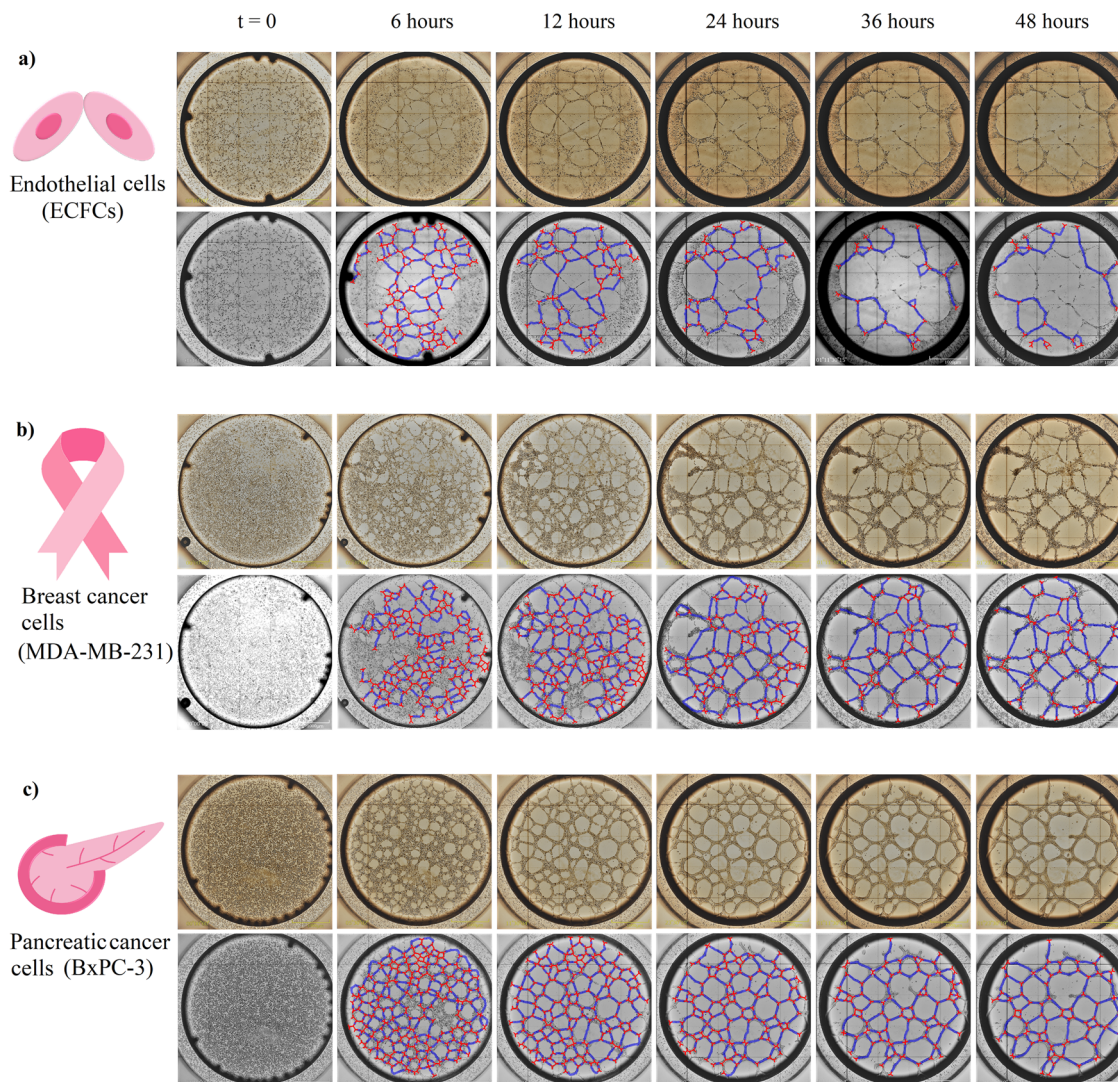 t = 0 6 hours 12 hours 24 hours 36 hours 48 hours
a)
Endothelial cells
(ECFCs)
b)
Breast cancer
cells
(MDA-MB-231)
c)
Pancreatic cancer
cells (BxPC-3)